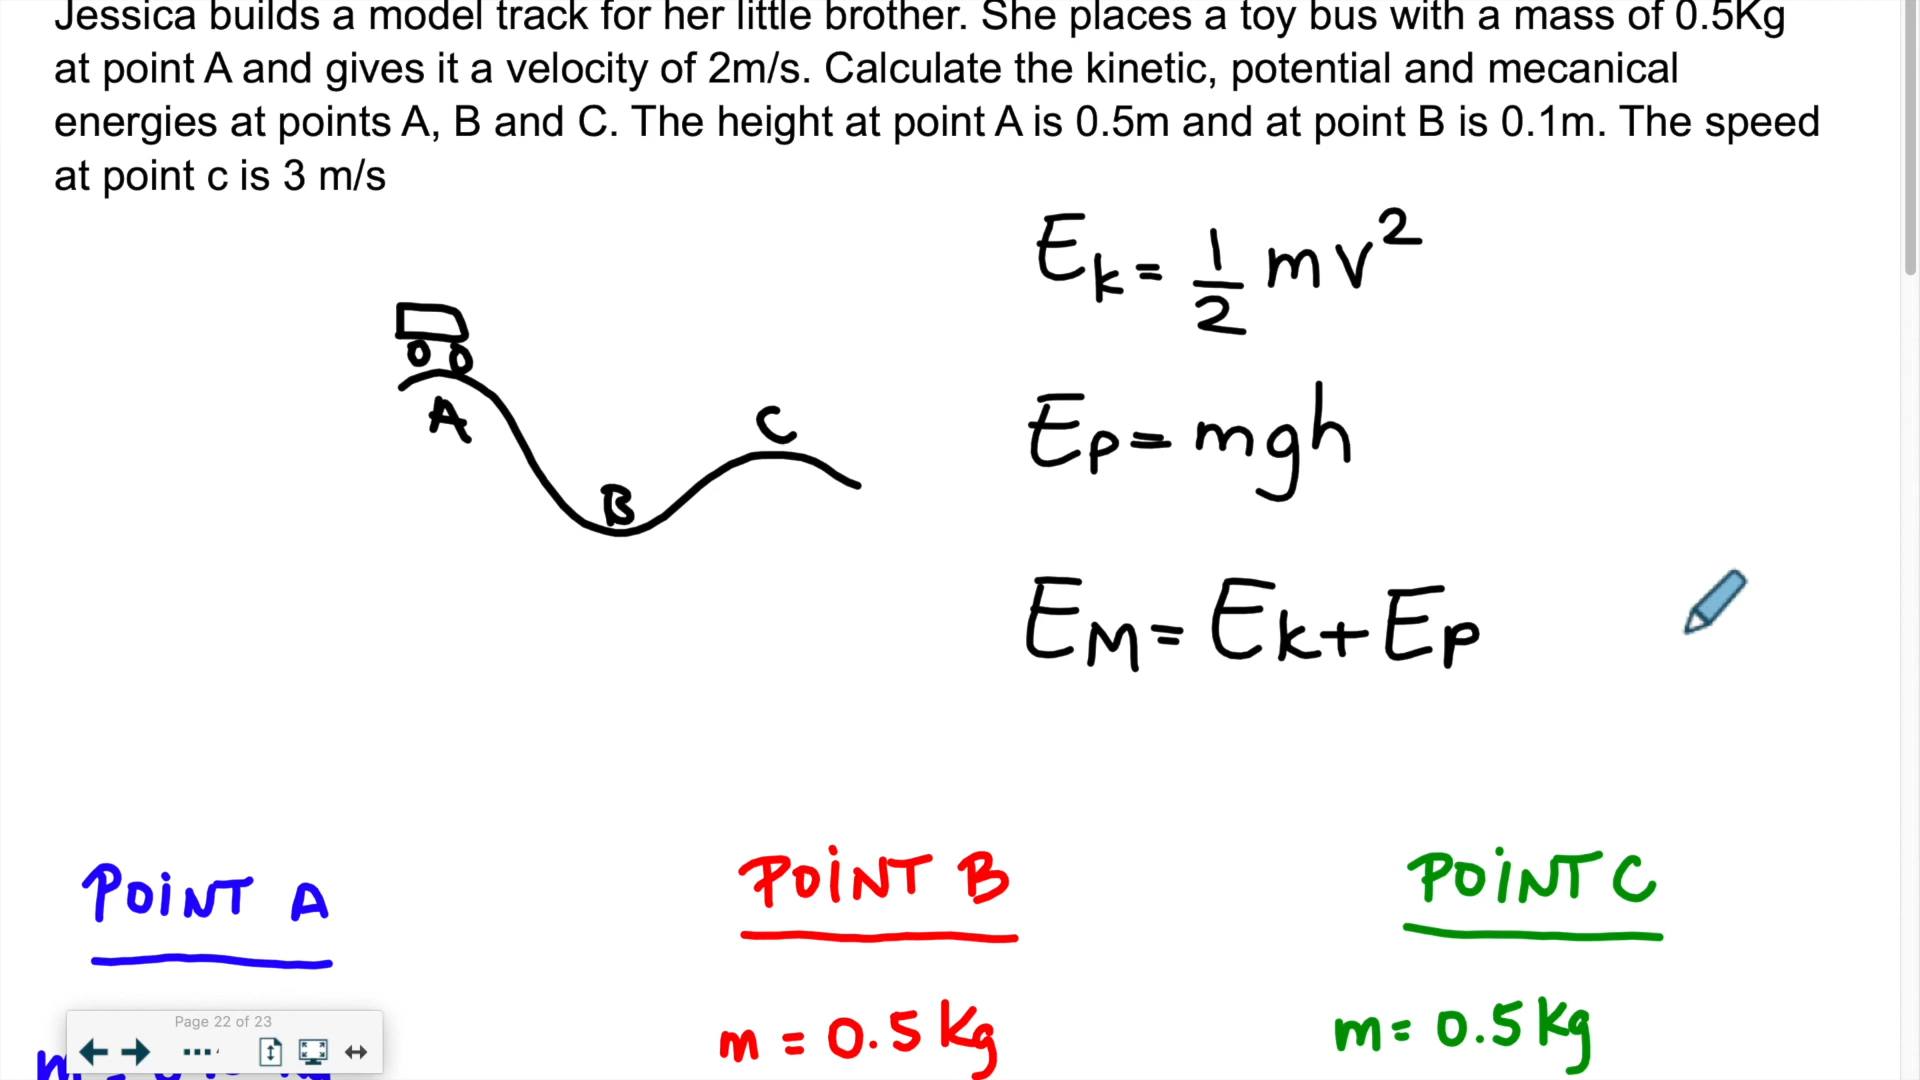 Jessica builds a model track for her little brother. She places a toy bus with a mass of 0.5Kg
at point A and gives it a velocity of 2m/s. Calculate the kinetic, potential and mecanical
energies at points A, B and C. The height at point A is 0.5m and at point B is 0.1m. The speed
at point c is 3 m/s
Ek = 1/2 mv²
A
C
Ep = mgh
B
EM = Ek + Ep
POINT A
POINT B
POINT C
m = 0.5 kg
m = 0.5 kg
Page 22 of 23